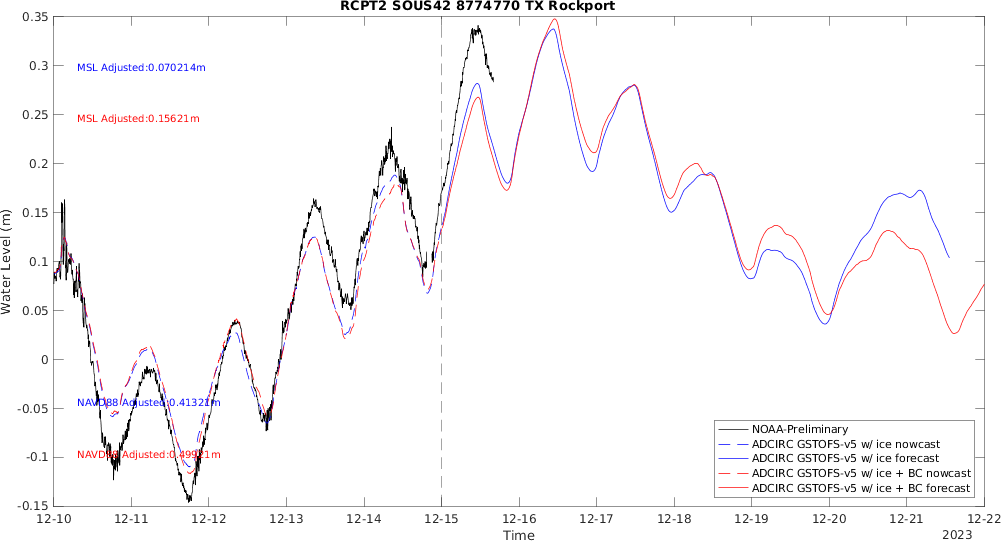 RCPT2 SOUS42 8774770 TX Rockport
0.35
0.3
0.25
0.2
0.15
0.1
0.05
0
-0.05
-0.1
-0.15
Water Level (m)
MSL Adjusted:0.070214m
MSL Adjusted:0.15621m
NAVD88 Adjusted:0.41321m
NAVD88 Adjusted:0.49921m
NOAA-Preliminary
ADCIRC GSTOFS-v5 w/ ice nowcast
ADCIRC GSTOFS-v5 w/ ice forecast
ADCIRC GSTOFS-v5 w/ ice + BC nowcast
ADCIRC GSTOFS-v5 w/ ice + BC forecast
12-10 12-11 12-12 12-13 12-14 12-15 12-16 12-17 12-18 12-19 12-20 12-21 12-22
Time
2023